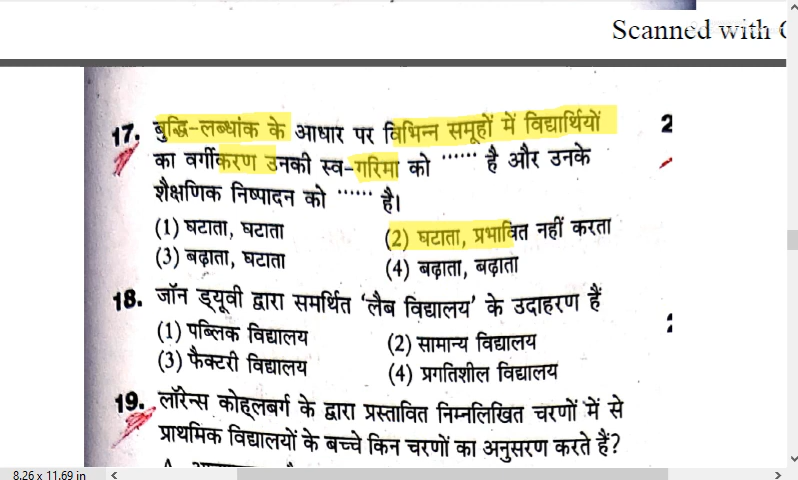 Scanned with
17. बुद्धि-लब्धांक के आधार पर विभिन्न समूहों में विद्यार्थियों
का वर्गीकरण उनकी स्व-गरिमा को ...... है और उनके
शैक्षणिक निष्पादन को ...... है।
(1) घटाता, घटाता (2) घटाता, प्रभावित नहीं करता
(3) बढ़ाता, घटाता (4) बढ़ाता, बढ़ाता
18. जॉन ड्यूवी द्वारा समर्थित ‘लैब विद्यालय’ के उदाहरण हैं
(1) पब्लिक विद्यालय (2) सामान्य विद्यालय
(3) फैक्टरी विद्यालय (4) प्रगतिशील विद्यालय
19. लॉरेन्स कोह्लबर्ग के द्वारा प्रस्तावित निम्नलिखित चरणों में से
प्राथमिक विद्यालयों के बच्चे किन चरणों का अनुसरण करते हैं?
2
8.26 x 11.69 in